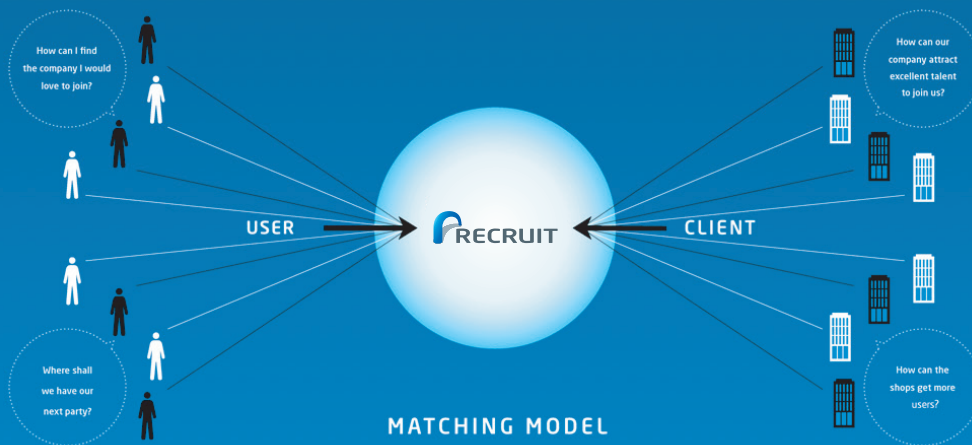 How can I find
the company I would
love to join?
How can our
company attract
excellent talent
to join us?
USER
RECRUIT
CLIENT
Where shall
we have our
next party?
How can the
shops get more
users?
MATCHING MODEL